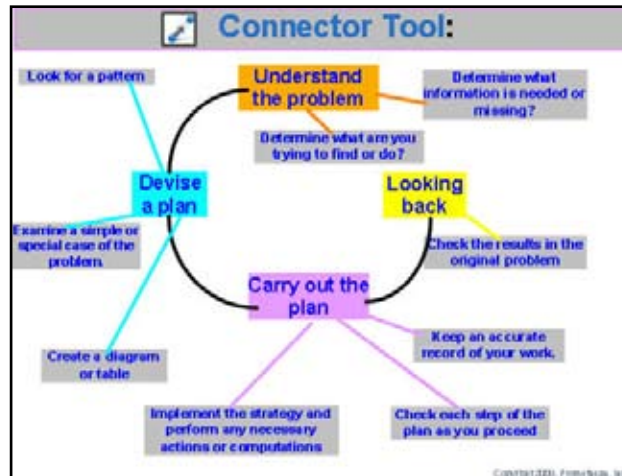 Connector Tool:
Look for a pattern
Understand
the problem
Determine what
information is needed or
missing?
Determine what are you
trying to find or do?
Devise
a plan
Looking
back
Examine a simple or
special case of the
problem.
Check the results in the
original problem
Carry out the
plan
Keep an accurate
record of your work.
Create a diagram
or table
Implement the strategy and
perform any necessary
actions or computations
Check each step of the
plan as you proceed